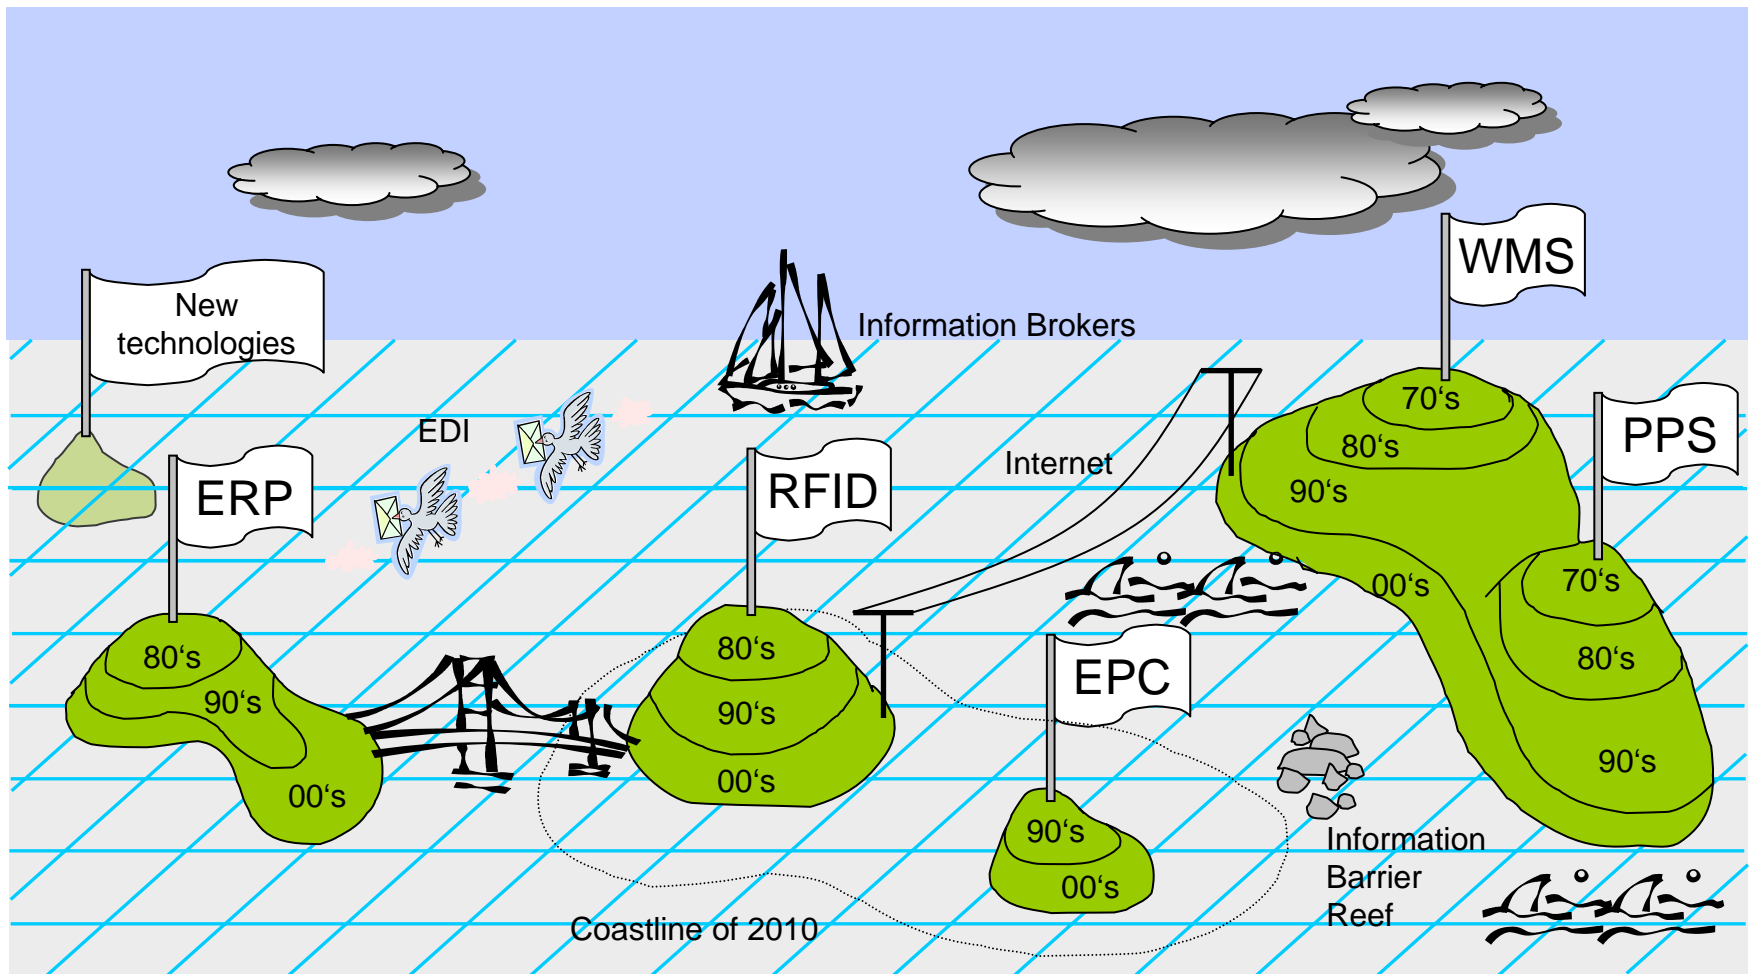 WMS
New
technologies
Information Brokers
70‘s
PPS
EDI
80‘s
Internet
ERP
RFID
90‘s
00‘s
70‘s
80‘s
80‘s
EPC
80‘s
90‘s
90‘s
90‘s
00‘s
00‘s
90‘s
00‘s
Information
Barrier
Reef
Coastline of 2010